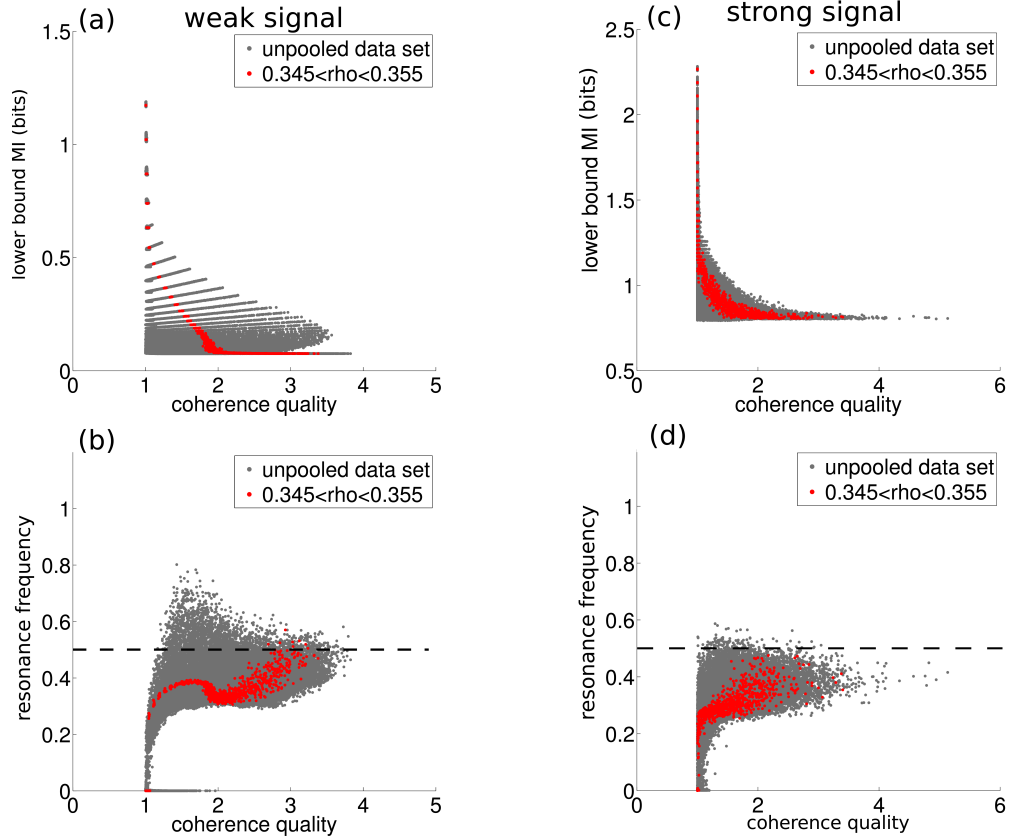 (a)
weak signal
1.5
1
0.5
0
lower bound MI (bits)
unpooled data set
0.345<rho<0.355
0
1
2
3
4
5
coherence quality
(c)
strong signal
2.5
2
1.5
1
0.5
lower bound MI (bits)
unpooled data set
0.345<rho<0.355
0
2
4
6
coherence quality
(b)
1
0.8
0.6
0.4
0.2
0
resonance frequency
unpooled data set
0.345<rho<0.355
0
1
2
3
4
5
coherence quality
(d)
1
0.8
0.6
0.4
0.2
0
resonance frequency
unpooled data set
0.345<rho<0.355
0
2
4
6
coherence quality